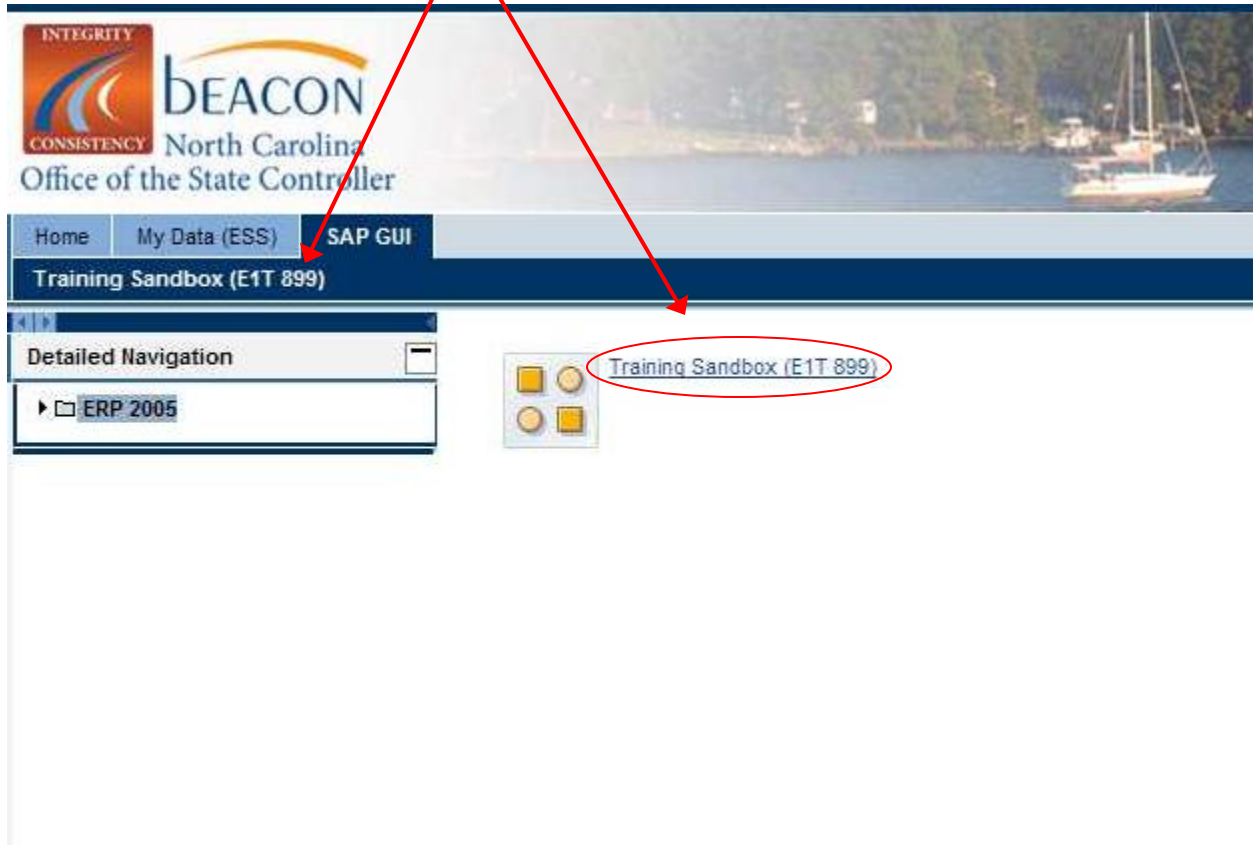 INTEGRITY
CONSISTENCY
bEACON
North Carolina
Office of the State Controller
Home My Data (ESS) SAP GUI
Training Sandbox (E1T 899)
Detailed Navigation
ERP 2005
Training Sandbox (E1T 899)